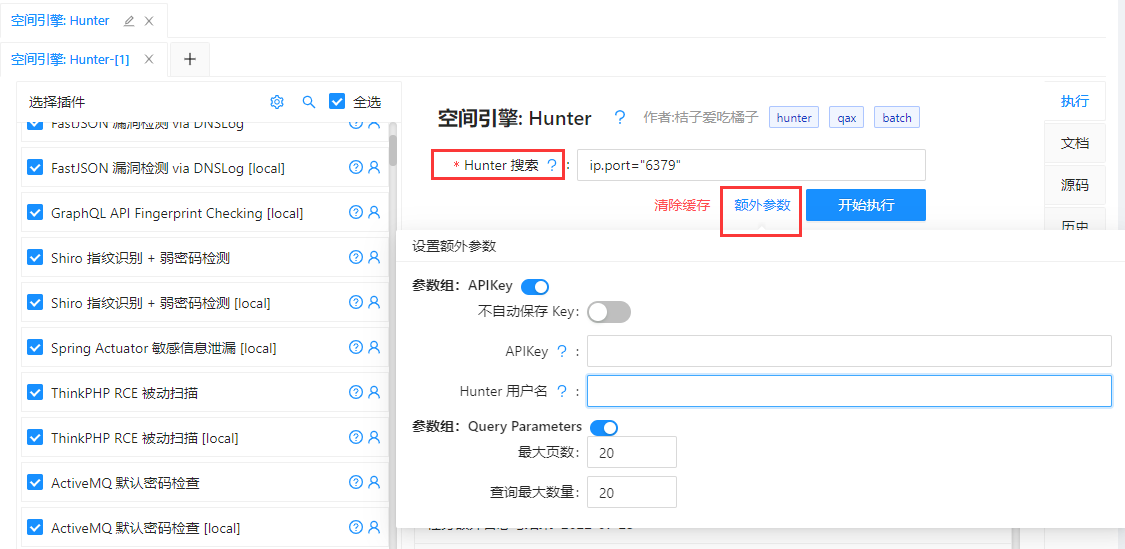 空间引擎: Hunter
空间引擎: Hunter-[1]
选择插件
全选
FastJSON 漏洞检测 via DNSLog
FastJSON 漏洞检测 via DNSLog [local]
GraphQL API Fingerprint Checking [local]
Shiro 指纹识别 + 弱密码检测
Shiro 指纹识别 + 弱密码检测 [local]
Spring Actuator 敏感信息泄漏 [local]
ThinkPHP RCE 被动扫描
ThinkPHP RCE 被动扫描 [local]
ActiveMQ 默认密码检查
ActiveMQ 默认密码检查 [local]
空间引擎: Hunter ? 作者:桔子爱吃橘子 hunter qax batch
* Hunter 搜索 ? : ip.port="6379"
清除缓存 额外参数 开始执行
执行
文档
源码
历史
设置额外参数
参数组: APIKey
不自动保存 Key:
APIKey ? :
Hunter 用户名 ? :
参数组: Query Parameters
最大页数: 20
查询最大数量: 20